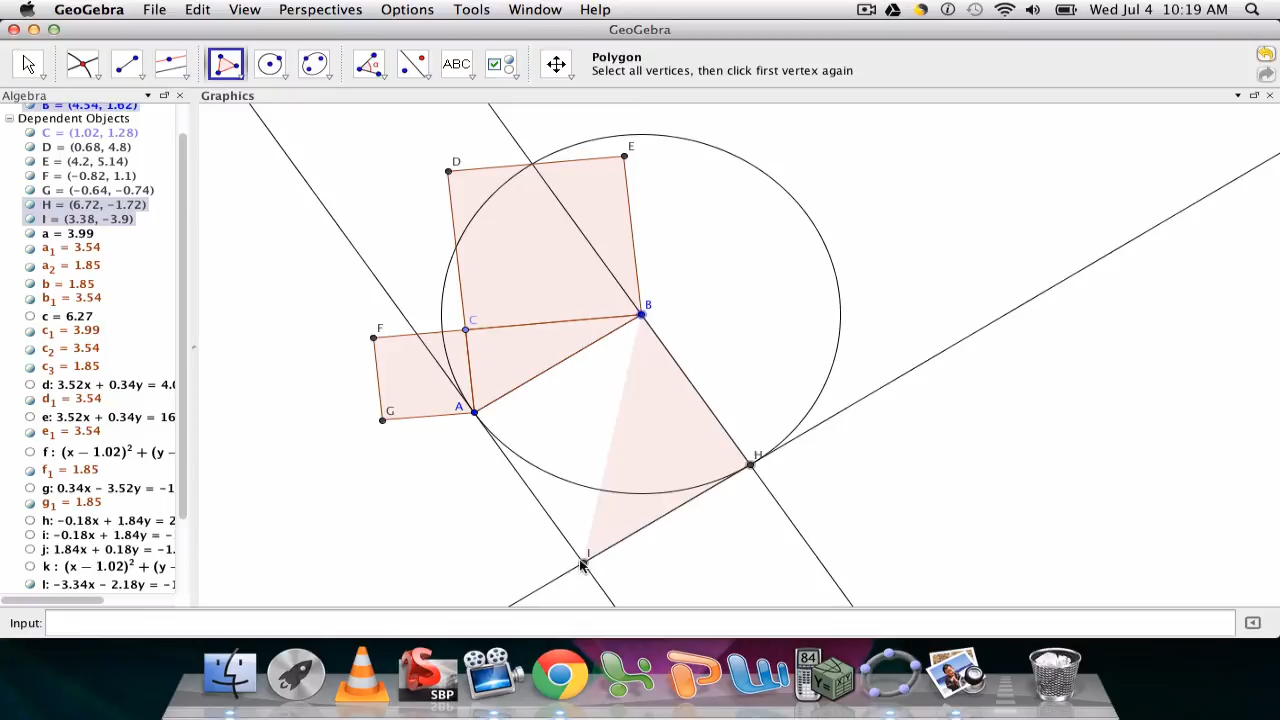 GeoGebra File Edit View Perspectives Options Tools Window Help Wed Jul 4 10:19 AM
GeoGebra
ABC
Polygon
Select all vertices, then click first vertex again
Algebra
Graphics
B = (4.54, 1.62)
Dependent Objects
C = (1.02, 1.28)
D = (0.68, 4.8)
E = (4.2, 5.14)
F = (-0.82, 1.1)
G = (-0.64, -0.74)
H = (6.72, -1.72)
I = (3.38, -3.9)
a = 3.99
a₁ = 3.54
a₂ = 1.85
b = 1.85
b₁ = 3.54
c = 6.27
c₁ = 3.99
c₂ = 3.54
c₃ = 1.85
d: 3.52x + 0.34y = 4.0
d₁ = 3.54
e: 3.52x + 0.34y = 16
e₁ = 3.54
f: (x − 1.02)² + (y −
f₁ = 1.85
g: 0.34x - 3.52y = -1
g₁ = 1.85
h: -0.18x + 1.84y = 2
i: -0.18x + 1.84y = -
j: 1.84x + 0.18y = -1.
k: (x − 1.02)² + (y −
l: -3.34x - 2.18y = -1
D
E
B
F
C
G
A
H
I
Input:
SBP
84
Y=